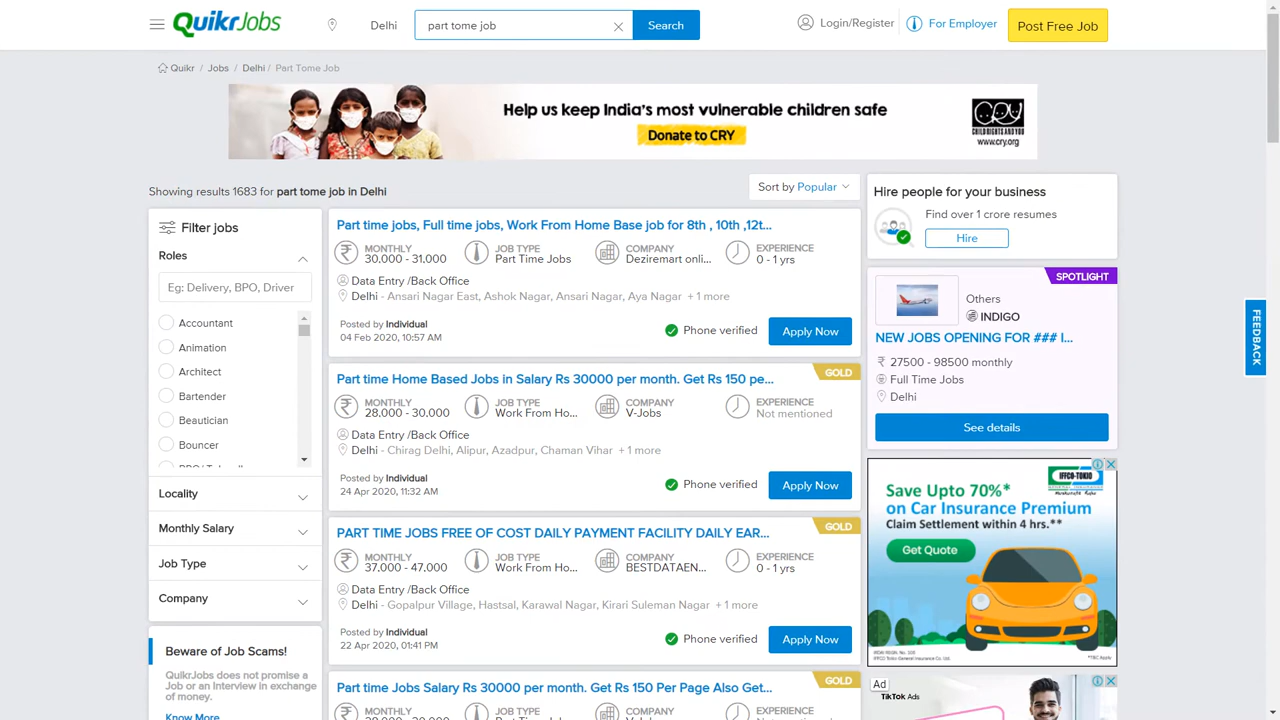 QuikrJobs
Delhi
part tome job
Search
Login/Register
For Employer
Post Free Job
Quikr / Jobs / Delhi / Part Tome Job
Help us keep India's most vulnerable children safe
Donate to CRY
CRY
CHILD RIGHTS AND YOU
www.cry.org
Showing results 1683 for part tome job in Delhi
Sort by Popular
Filter jobs
Roles
Eg: Delivery, BPO, Driver
Accountant
Animation
Architect
Bartender
Beautician
Bouncer
Locality
Monthly Salary
Job Type
Company
Beware of Job Scams!
QuikrJobs does not promise a
Job or an Interview in exchange
of money.
Know More
Part time jobs, Full time jobs, Work From Home Base job for 8th , 10th ,12t...
MONTHLY
30,000 - 31,000
JOB TYPE
Part Time Jobs
COMPANY
Deziremart onli...
EXPERIENCE
0 - 1 yrs
Data Entry /Back Office
Delhi - Ansari Nagar East, Ashok Nagar, Ansari Nagar, Aya Nagar + 1 more
Posted by Individual
04 Feb 2020, 10:57 AM
Phone verified
Apply Now
GOLD
Part time Home Based Jobs in Salary Rs 30000 per month. Get Rs 150 pe...
MONTHLY
28,000 - 30,000
JOB TYPE
Work From Ho...
COMPANY
V-Jobs
EXPERIENCE
Not mentioned
Data Entry /Back Office
Delhi - Chirag Delhi, Alipur, Azadpur, Chaman Vihar + 1 more
Posted by Individual
24 Apr 2020, 11:32 AM
Phone verified
Apply Now
GOLD
PART TIME JOBS FREE OF COST DAILY PAYMENT FACILITY DAILY EAR...
MONTHLY
37,000 - 47,000
JOB TYPE
Work From Ho...
COMPANY
BESTDATAEN...
EXPERIENCE
0 - 1 yrs
Data Entry /Back Office
Delhi - Gopalpur Village, Hastsal, Karawal Nagar, Kirari Suleman Nagar + 1 more
Posted by Individual
22 Apr 2020, 01:41 PM
Phone verified
Apply Now
GOLD
Part time Jobs Salary Rs 30000 per month. Get Rs 150 Per Page Also Get...
MONTHLY
JOB TYPE
COMPANY
EXPERIENCE
Hire people for your business
Find over 1 crore resumes
Hire
SPOTLIGHT
Others
INDIGO
NEW JOBS OPENING FOR ### I...
₹ 27500 - 98500 monthly
Full Time Jobs
Delhi
See details
IFFCO-TOKIO
Save Upto 70%*
on Car Insurance Premium
Claim Settlement within 4 hrs.**
Get Quote
*T&C Apply
Ad
TikTok Ads
FEEDBACK